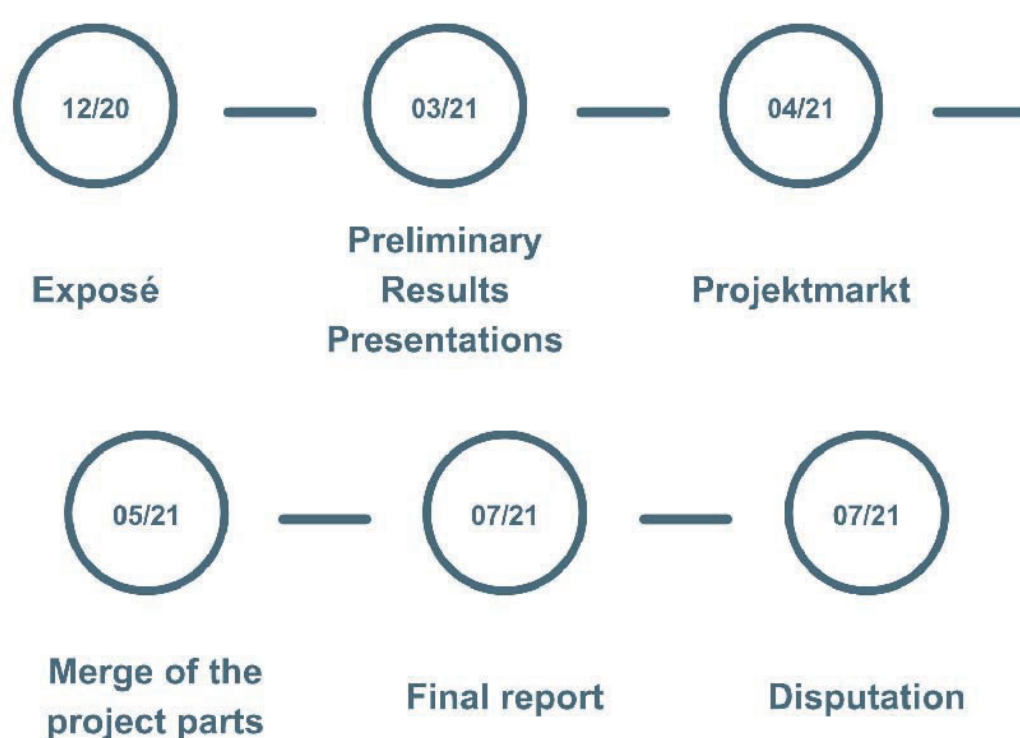 12/20
03/21
04/21
Exposé
Preliminary
Results
Presentations
Projektmarkt
05/21
07/21
07/21
Merge of the
project parts
Final report
Disputation